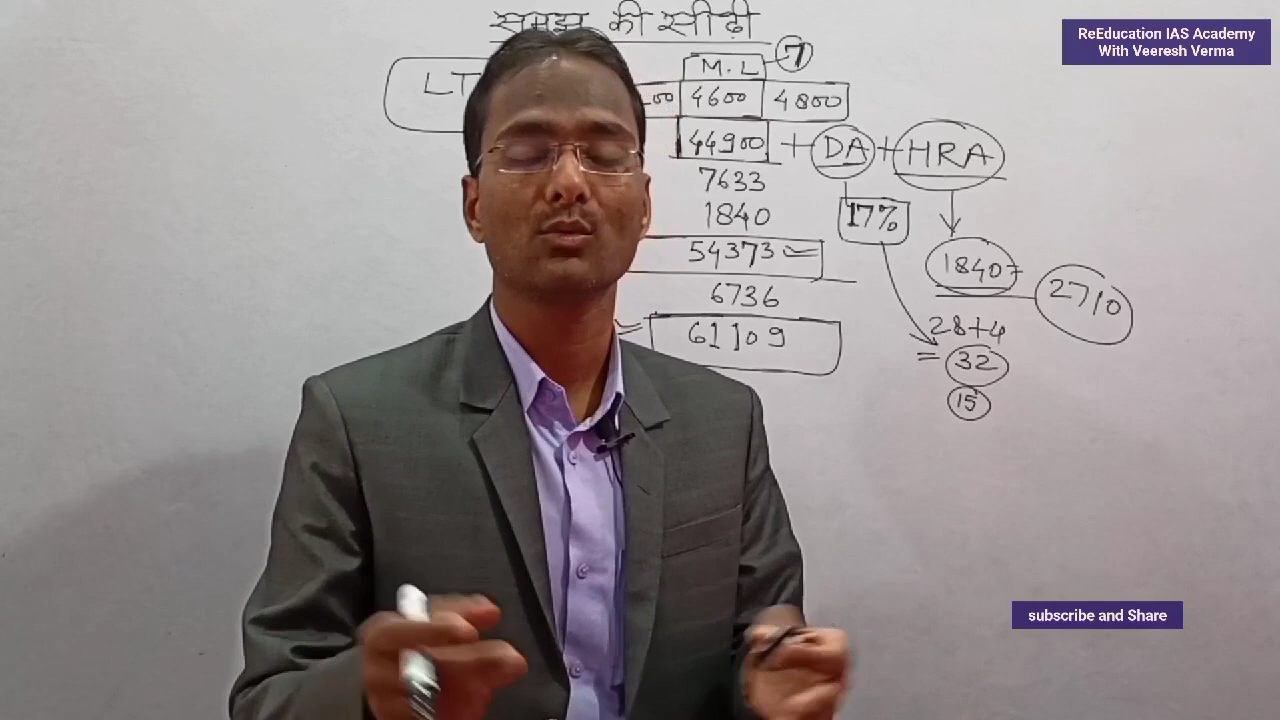 समझ की सीढ़ी
ReEducation IAS Academy
With Veeresh Verma
M.L 7
LT
4600 4800
44900 + DA + HRA
7633
1840 17%
54373 1840
6736 2710
28+4
61109
= 32
15
subscribe and Share